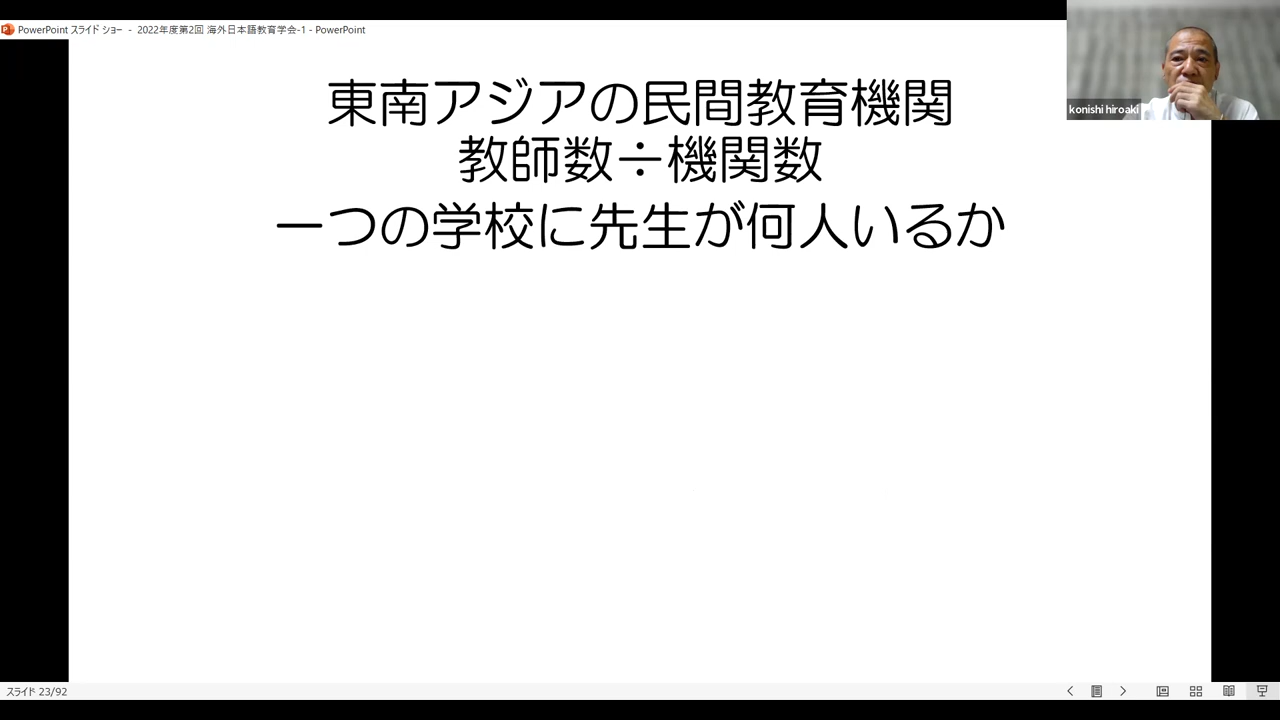 PowerPoint スライド ショー - 2022年度第2回 海外日本語教育学会-1 - PowerPoint
konishi hiroaki
東南アジアの民間教育機関
教師数÷機関数
一つの学校に先生が何人いるか
スライド 23/92